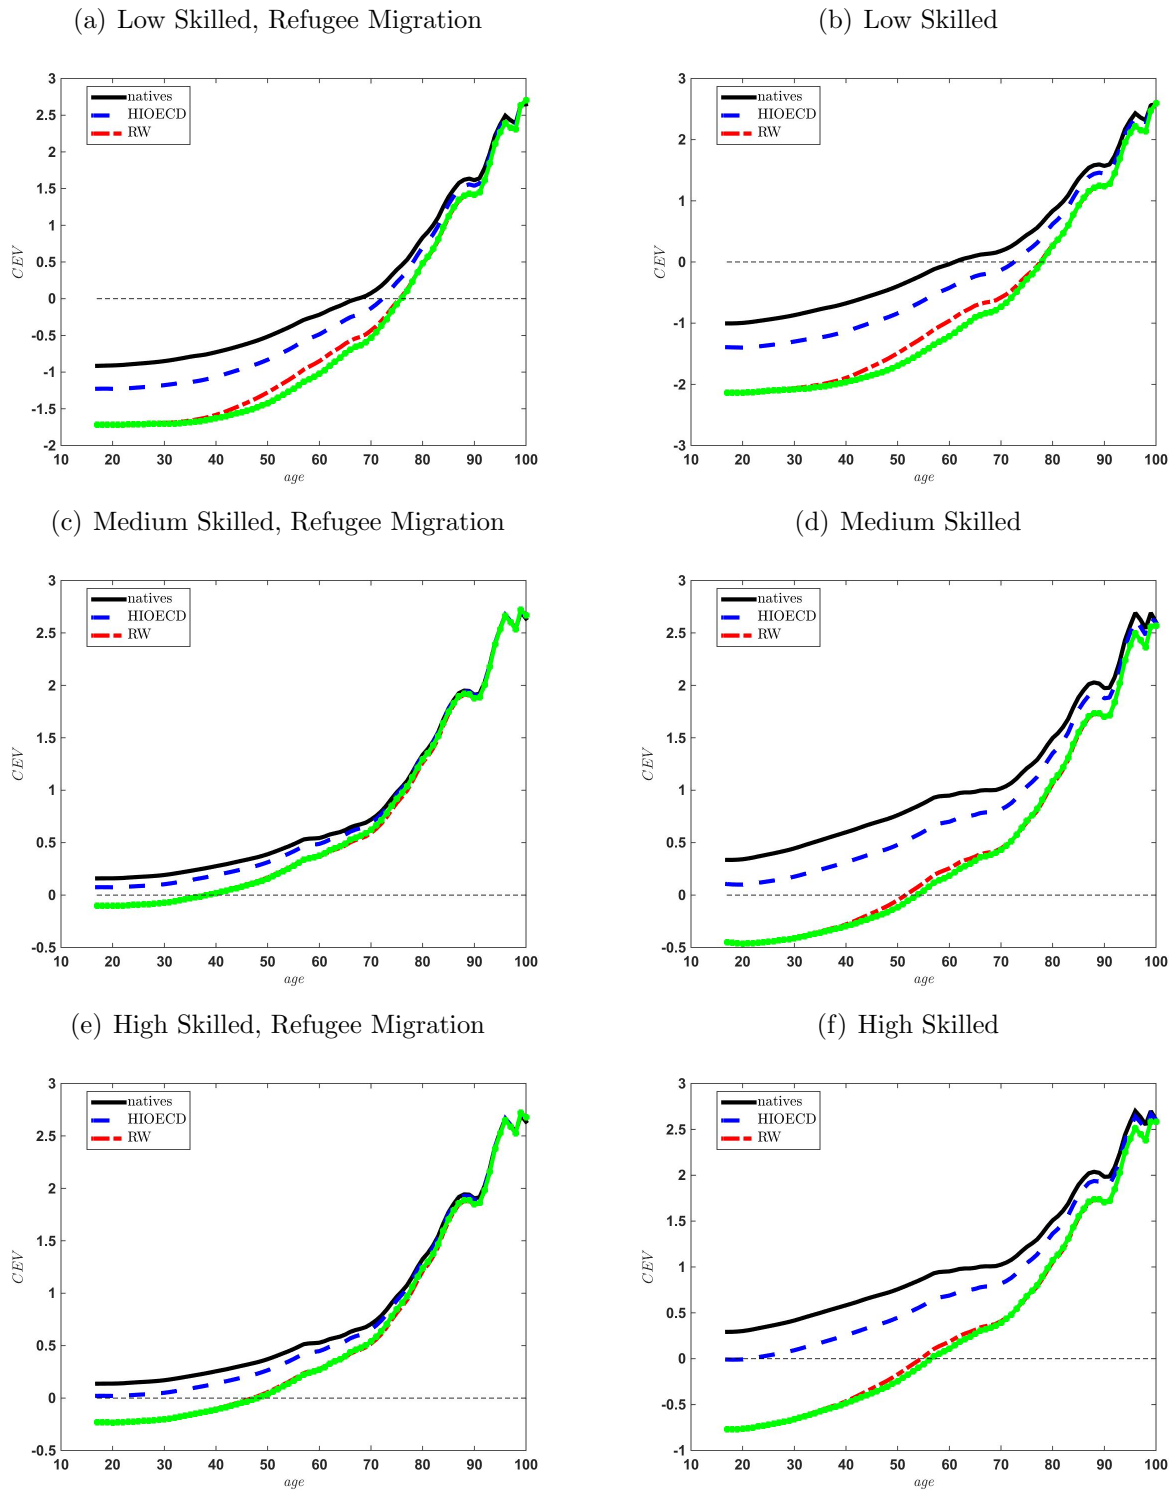 (a) Low Skilled, Refugee Migration
3
2.5
2
1.5
1
0.5
0
-0.5
-1
-1.5
-2
CEV
natives
HIOECD
RW
10 20 30 40 50 60 70 80 90 100
age
(b) Low Skilled
3
2
1
0
-1
-2
-3
CEV
natives
HIOECD
RW
10 20 30 40 50 60 70 80 90 100
age
(c) Medium Skilled, Refugee Migration
3
2.5
2
1.5
1
0.5
0
-0.5
CEV
natives
HIOECD
RW
10 20 30 40 50 60 70 80 90 100
age
(d) Medium Skilled
3
2.5
2
1.5
1
0.5
0
-0.5
CEV
natives
HIOECD
RW
10 20 30 40 50 60 70 80 90 100
age
(e) High Skilled, Refugee Migration
3
2.5
2
1.5
1
0.5
0
-0.5
CEV
natives
HIOECD
RW
10 20 30 40 50 60 70 80 90 100
age
(f) High Skilled
3
2.5
2
1.5
1
0.5
0
-0.5
-1
CEV
natives
HIOECD
RW
10 20 30 40 50 60 70 80 90 100
age